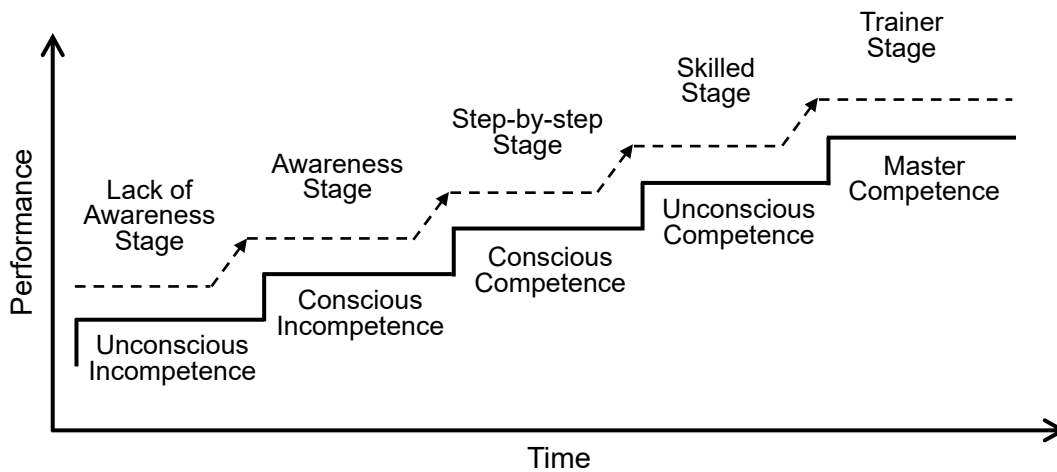 Trainer
Stage
Skilled
Stage
Step-by-step
Stage
Awareness
Stage
Lack of
Awareness
Stage
Performance
Master
Competence
Unconscious
Competence
Conscious
Competence
Conscious
Incompetence
Unconscious
Incompetence
Time